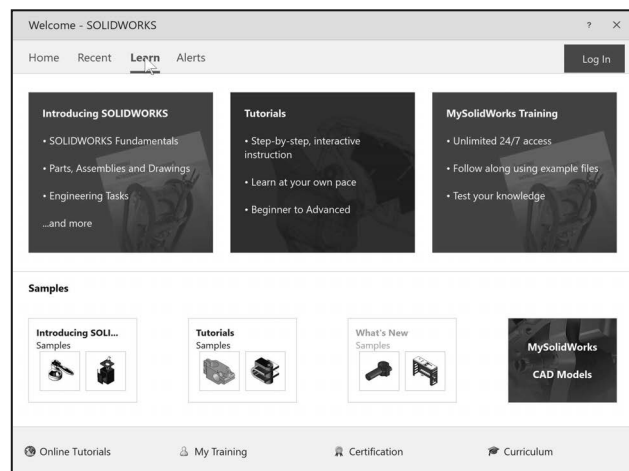 Welcome - SOLIDWORKS
?
×
Home Recent Learn Alerts
Log In
Introducing SOLIDWORKS
• SOLIDWORKS Fundamentals
• Parts, Assemblies and Drawings
• Engineering Tasks
...and more
Tutorials
• Step-by-step, interactive
instruction
• Learn at your own pace
• Beginner to Advanced
MySolidWorks Training
• Unlimited 24/7 access
• Follow along using example files
• Test your knowledge
Samples
Introducing SOLI...
Samples
Tutorials
Samples
What's New
Samples
MySolidWorks
CAD Models
Online Tutorials
My Training
Certification
Curriculum